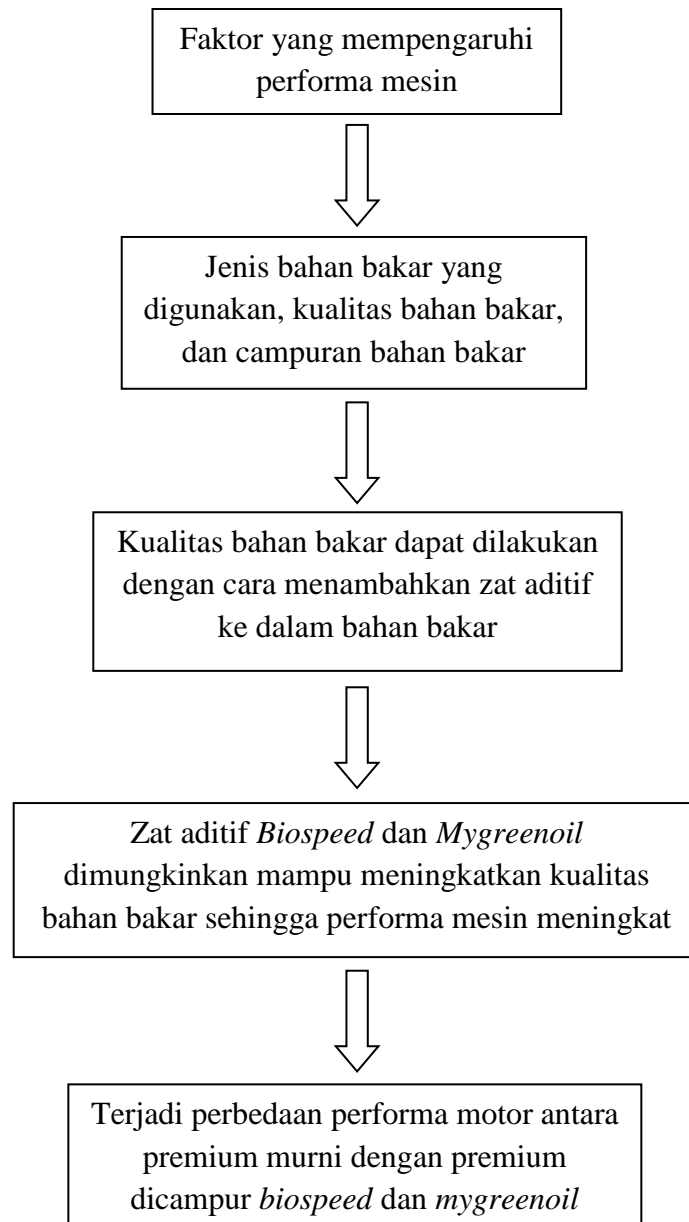 Faktor yang mempengaruhi
performa mesin
Jenis bahan bakar yang
digunakan, kualitas bahan bakar,
dan campuran bahan bakar
Kualitas bahan bakar dapat dilakukan
dengan cara menambahkan zat aditif
ke dalam bahan bakar
Zat aditif Biospeed dan Mygreenoil
dimungkinkan mampu meningkatkan kualitas
bahan bakar sehingga performa mesin meningkat
Terjadi perbedaan performa motor antara
premium murni dengan premium
dicampur biospeed dan mygreenoil